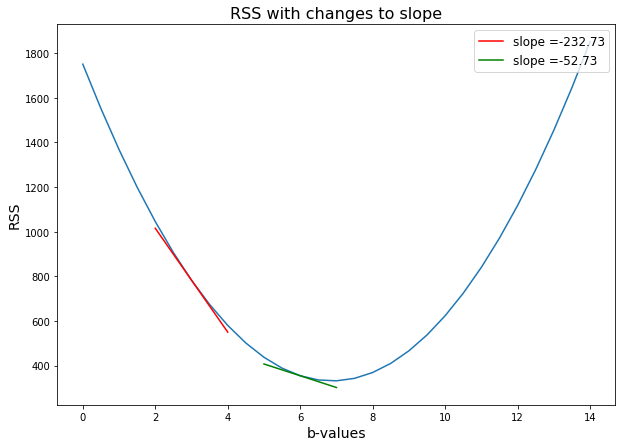 RSS with changes to slope
slope =-232.73
slope =-52.73
1800
1600
1400
1200
1000
800
600
400
RSS
0 2 4 6 8 10 12 14
b-values